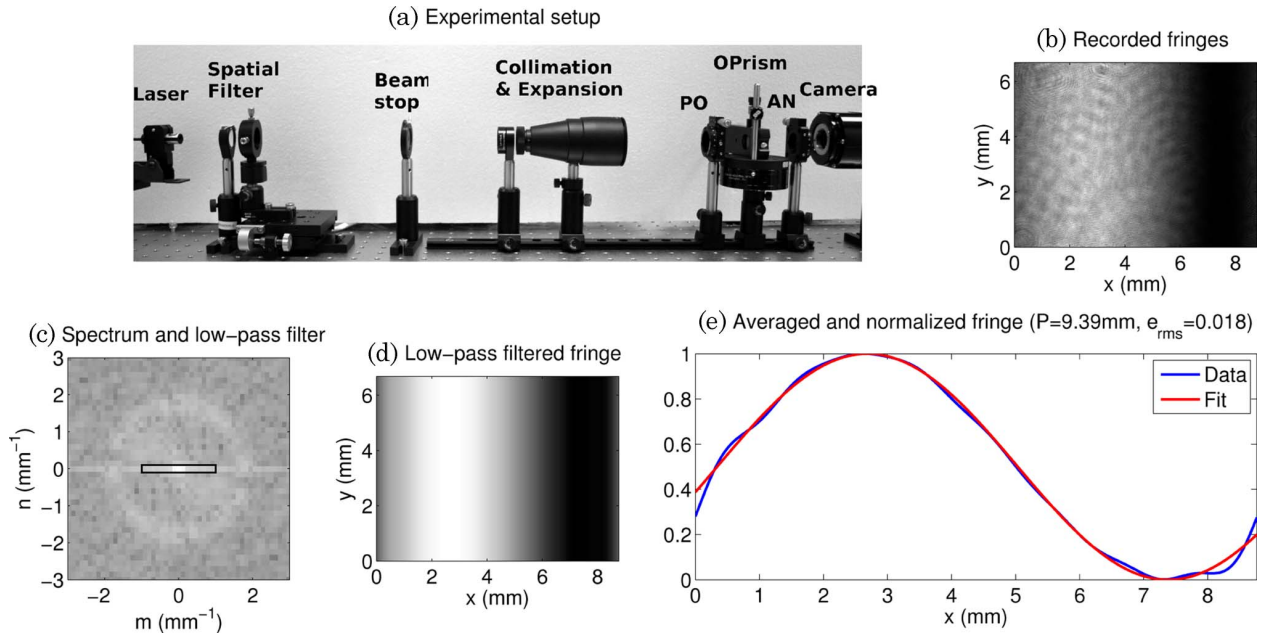 (a) Experimental setup
Laser
Spatial
Filter
Beam
stop
Collimation
& Expansion
OPrism
PO
AN
Camera
(b) Recorded fringes
6
4
2
0
y (mm)
0 2 4 6 8
x (mm)
(c) Spectrum and low−pass filter
3
2
1
0
−1
−2
−3
n (mm⁻¹)
−2 0 2
m (mm⁻¹)
(d) Low−pass filtered fringe
6
4
2
0
y (mm)
0 2 4 6 8
x (mm)
(e) Averaged and normalized fringe (P=9.39mm, e_rms=0.018)
1
0.8
0.6
0.4
0.2
0
Data
Fit
0 1 2 3 4 5 6 7 8
x (mm)